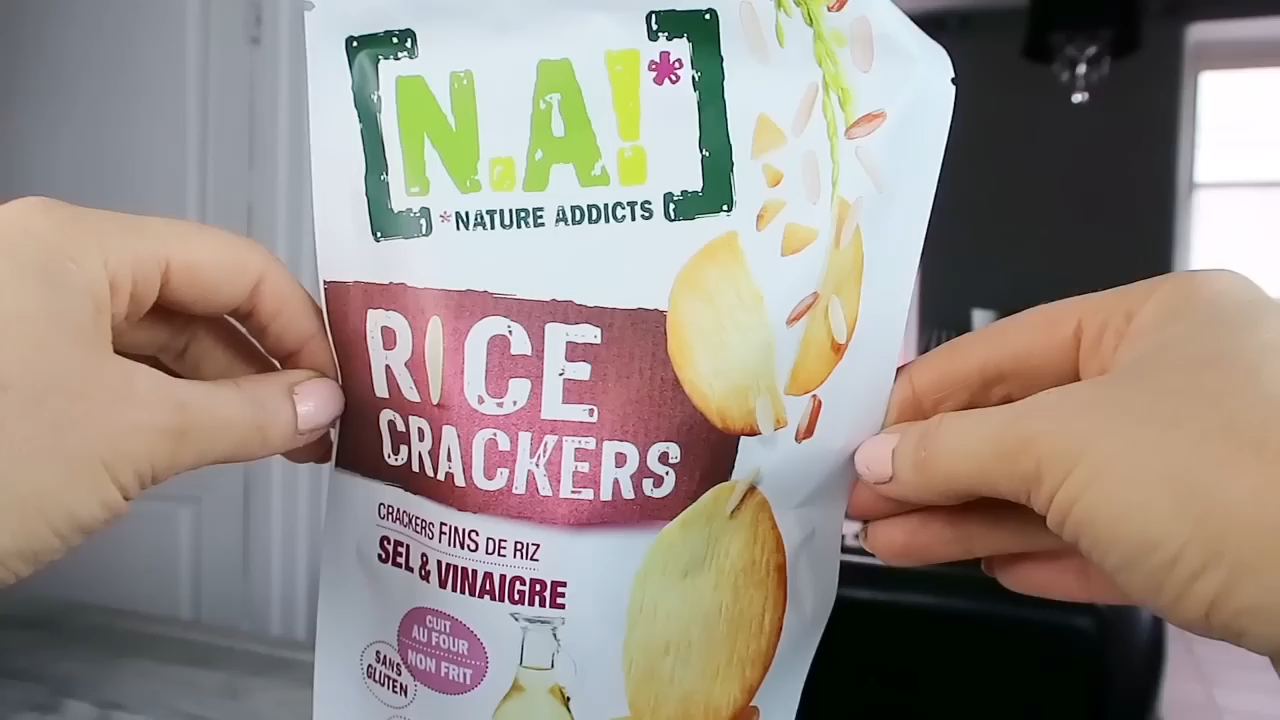 [N.A!*]
*NATURE ADDICTS
RICE
CRACKERS
CRACKERS FINS DE RIZ
SEL & VINAIGRE
CUIT
AU FOUR
NON FRIT
SANS
GLUTEN